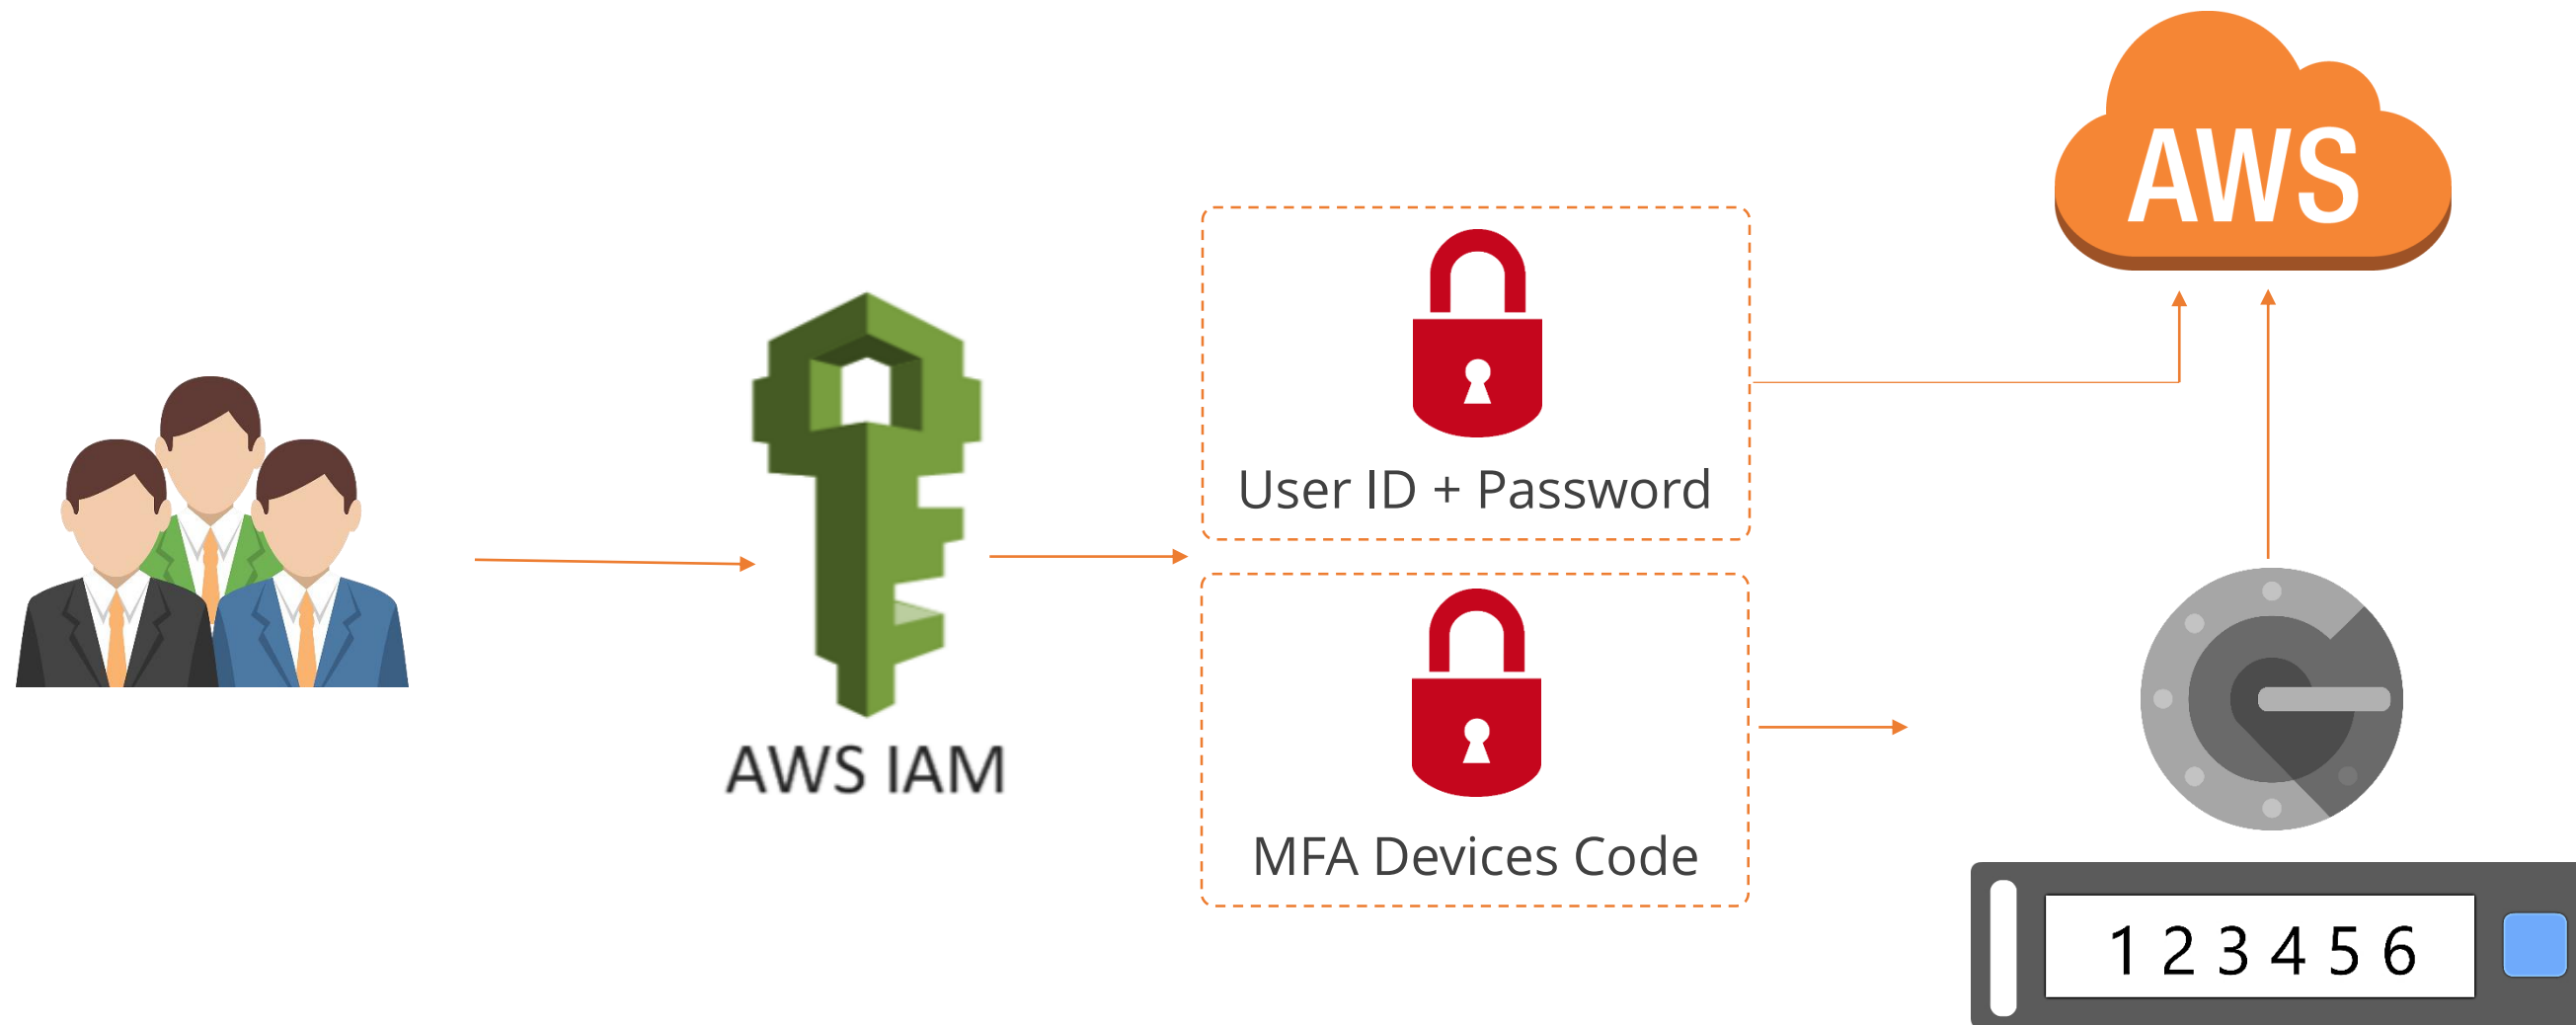 AWS
User ID + Password
AWS IAM
MFA Devices Code
1 2 3 4 5 6